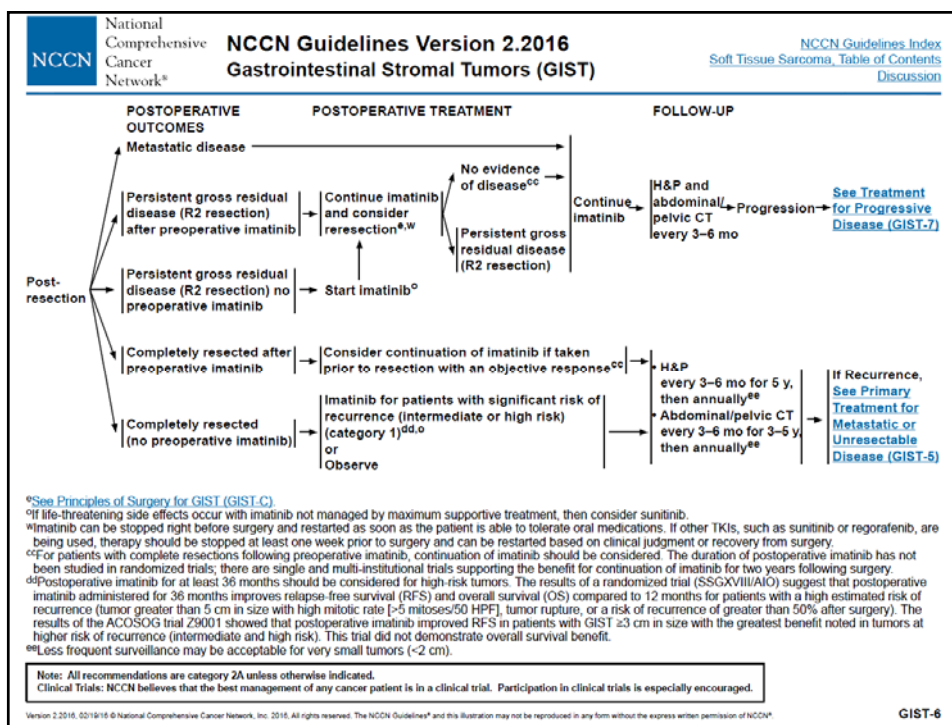 National
Comprehensive
NCCN Cancer
Network®
NCCN Guidelines Version 2.2016
Gastrointestinal Stromal Tumors (GIST)
NCCN Guidelines Index
Soft Tissue Sarcoma, Table of Contents
Discussion
POSTOPERATIVE
OUTCOMES
POSTOPERATIVE TREATMENT
FOLLOW-UP
Post-
resection
Metastatic disease
Persistent gross residual
disease (R2 resection)
after preoperative imatinib
Continue imatinib
and consider
reresection e,w
No evidence
of disease cc
Persistent gross
residual disease
(R2 resection)
Continue
imatinib
H&P and
abdominal/
pelvic CT
every 3–6 mo
Progression
See Treatment
for Progressive
Disease (GIST-7)
Persistent gross residual
disease (R2 resection) no
preoperative imatinib
Start imatinib o
Completely resected after
preoperative imatinib
Consider continuation of imatinib if taken
prior to resection with an objective response cc
Completely resected
(no preoperative imatinib)
Imatinib for patients with significant risk of
recurrence (intermediate or high risk)
(category 1) dd,o
or
Observe
• H&P
every 3–6 mo for 5 y,
then annually ee
• Abdominal/pelvic CT
every 3–6 mo for 3–5 y,
then annually ee
If Recurrence,
See Primary
Treatment for
Metastatic or
Unresectable
Disease (GIST-5)
e See Principles of Surgery for GIST (GIST-C).
o If life-threatening side effects occur with imatinib not managed by maximum supportive treatment, then consider sunitinib.
w Imatinib can be stopped right before surgery and restarted as soon as the patient is able to tolerate oral medications. If other TKIs, such as sunitinib or regorafenib, are
being used, therapy should be stopped at least one week prior to surgery and can be restarted based on clinical judgment or recovery from surgery.
cc For patients with complete resections following preoperative imatinib, continuation of imatinib should be considered. The duration of postoperative imatinib has not
been studied in randomized trials; there are single and multi-institutional trials supporting the benefit for continuation of imatinib for two years following surgery.
dd Postoperative imatinib for at least 36 months should be considered for high-risk tumors. The results of a randomized trial (SSGXVIII/AIO) suggest that postoperative
imatinib administered for 36 months improves relapse-free survival (RFS) and overall survival (OS) compared to 12 months for patients with a high estimated risk of
recurrence (tumor greater than 5 cm in size with high mitotic rate [>5 mitoses/50 HPF], tumor rupture, or a risk of recurrence of greater than 50% after surgery). The
results of the ACOSOG trial Z9001 showed that postoperative imatinib improved RFS in patients with GIST ≥3 cm in size with the greatest benefit noted in tumors at
higher risk of recurrence (intermediate and high risk). This trial did not demonstrate overall survival benefit.
ee Less frequent surveillance may be acceptable for very small tumors (<2 cm).
Note: All recommendations are category 2A unless otherwise indicated.
Clinical Trials: NCCN believes that the best management of any cancer patient is in a clinical trial. Participation in clinical trials is especially encouraged.
Version 2.2016, 02/19/16 © National Comprehensive Cancer Network, Inc. 2016, All rights reserved. The NCCN Guidelines® and this illustration may not be reproduced in any form without the express written permission of NCCN®.
GIST-6